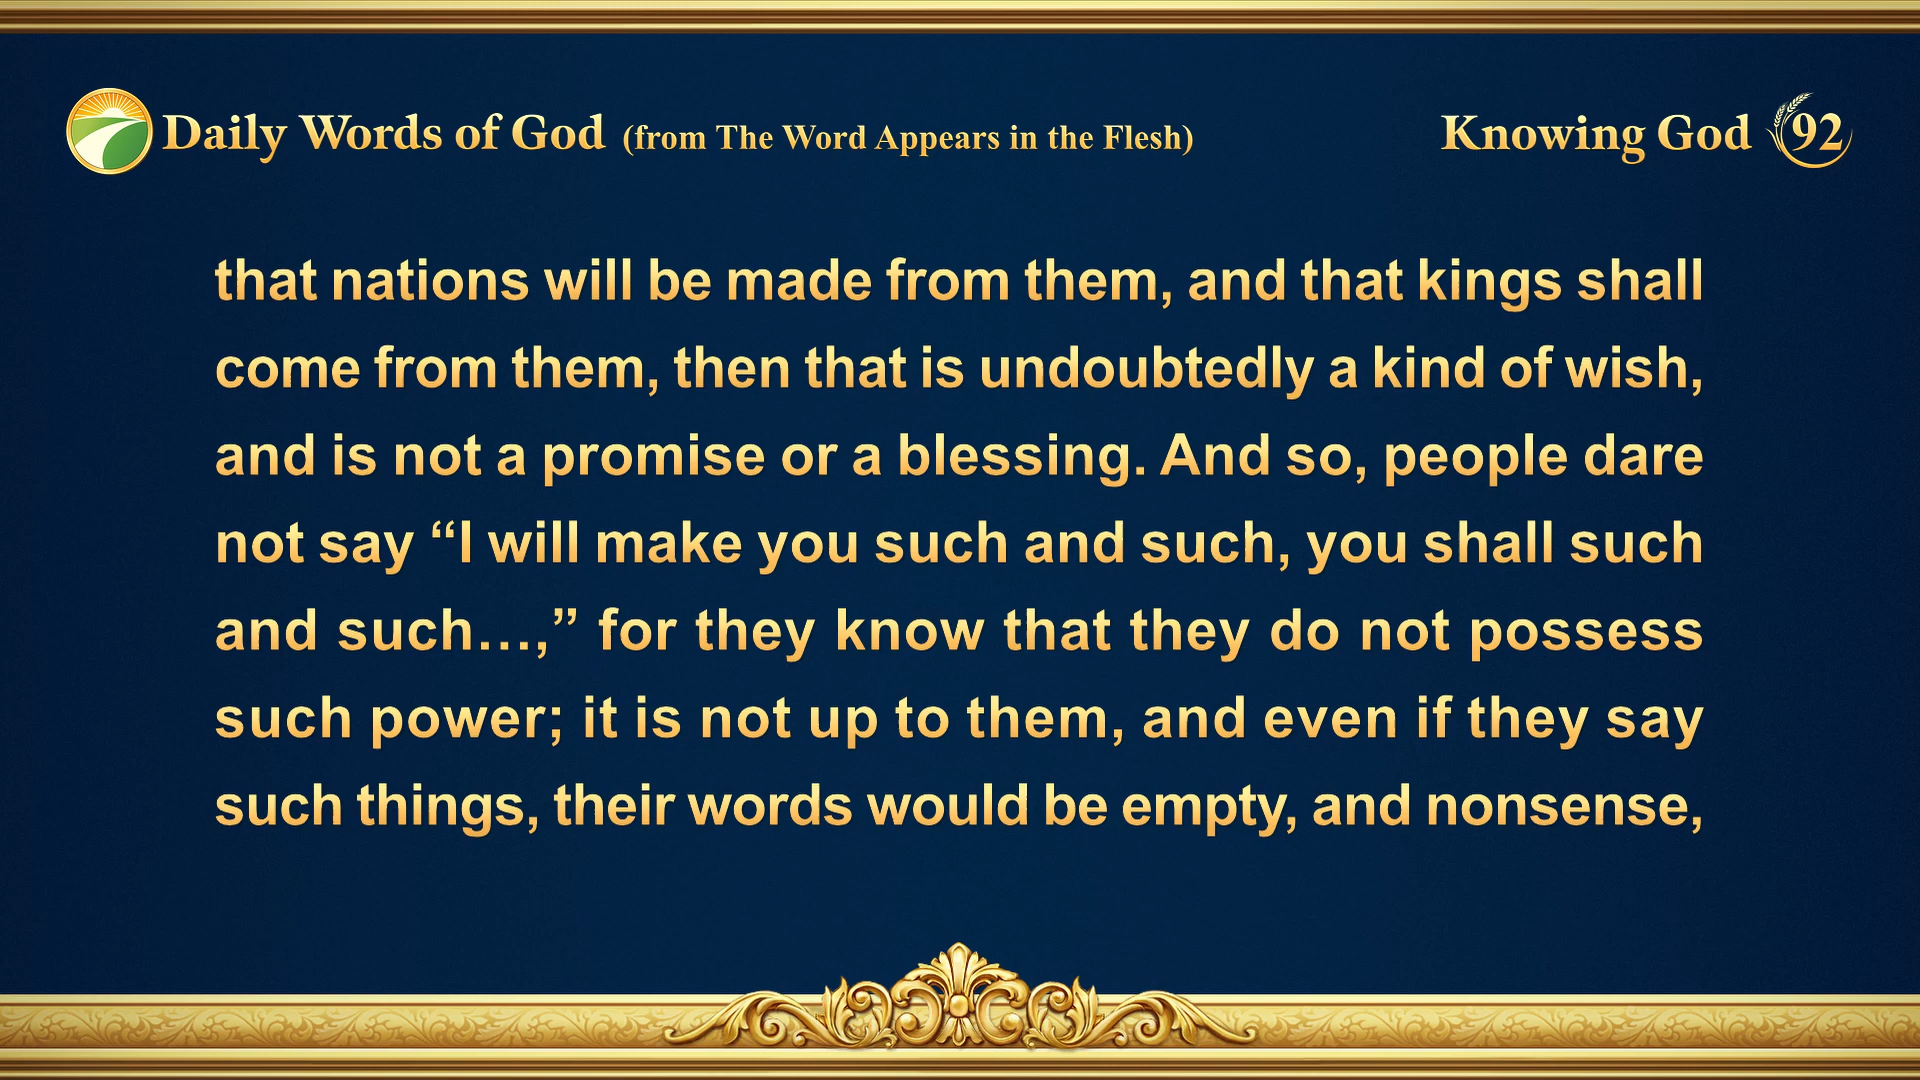 Daily Words of God (from The Word Appears in the Flesh)
Knowing God 92
that nations will be made from them, and that kings shall
come from them, then that is undoubtedly a kind of wish,
and is not a promise or a blessing. And so, people dare
not say “I will make you such and such, you shall such
and such…,” for they know that they do not possess
such power; it is not up to them, and even if they say
such things, their words would be empty, and nonsense,